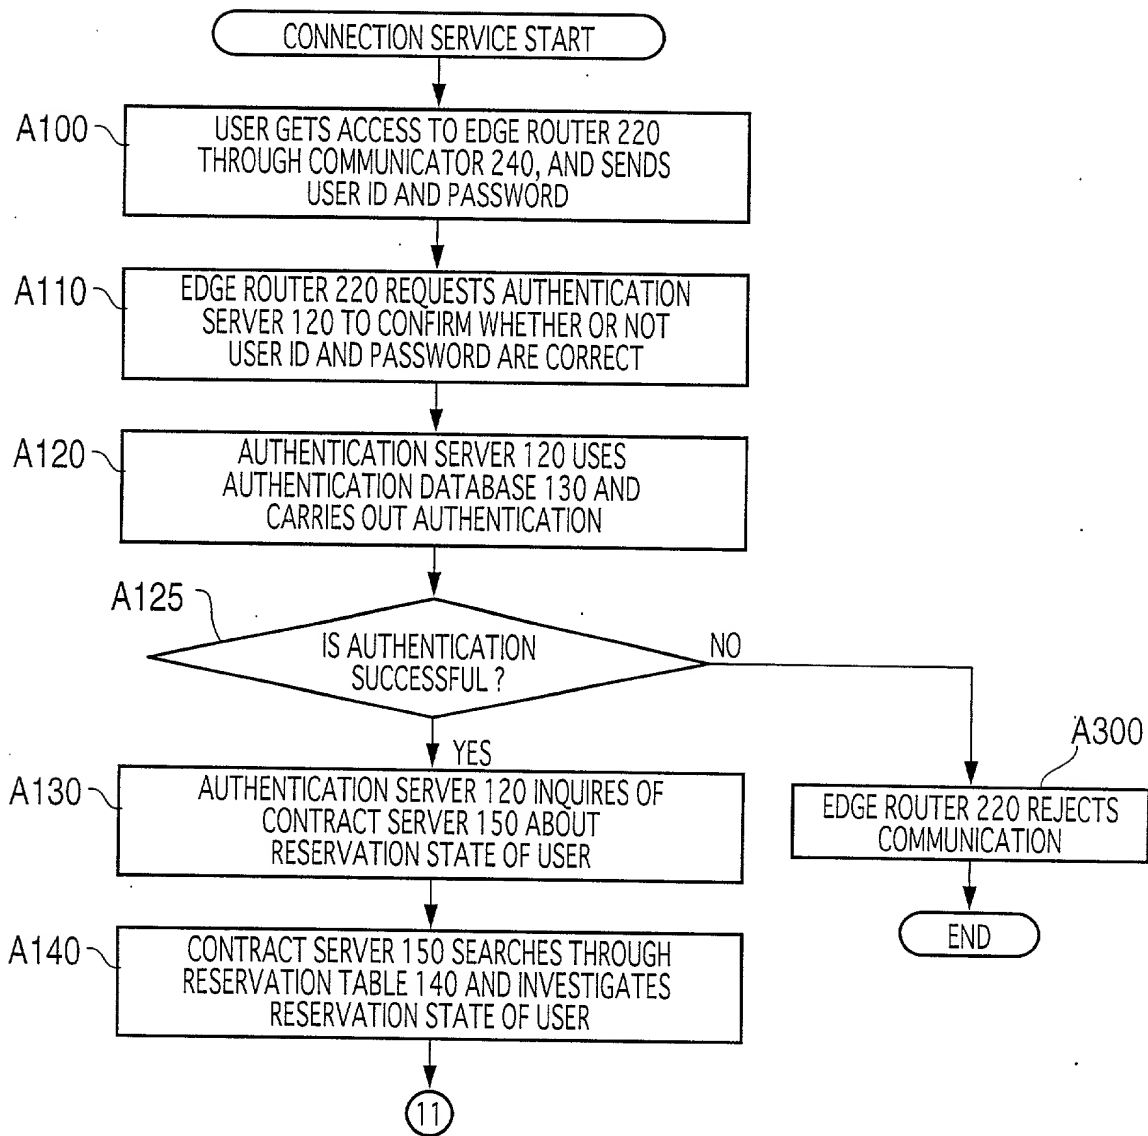 CONNECTION SERVICE START
A100
USER GETS ACCESS TO EDGE ROUTER 220
THROUGH COMMUNICATOR 240, AND SENDS
USER ID AND PASSWORD
A110
EDGE ROUTER 220 REQUESTS AUTHENTICATION
SERVER 120 TO CONFIRM WHETHER OR NOT
USER ID AND PASSWORD ARE CORRECT
A120
AUTHENTICATION SERVER 120 USES
AUTHENTICATION DATABASE 130 AND
CARRIES OUT AUTHENTICATION
A125
IS AUTHENTICATION
SUCCESSFUL ?
NO
YES
A300
EDGE ROUTER 220 REJECTS
COMMUNICATION
END
A130
AUTHENTICATION SERVER 120 INQUIRES OF
CONTRACT SERVER 150 ABOUT
RESERVATION STATE OF USER
A140
CONTRACT SERVER 150 SEARCHES THROUGH
RESERVATION TABLE 140 AND INVESTIGATES
RESERVATION STATE OF USER
11